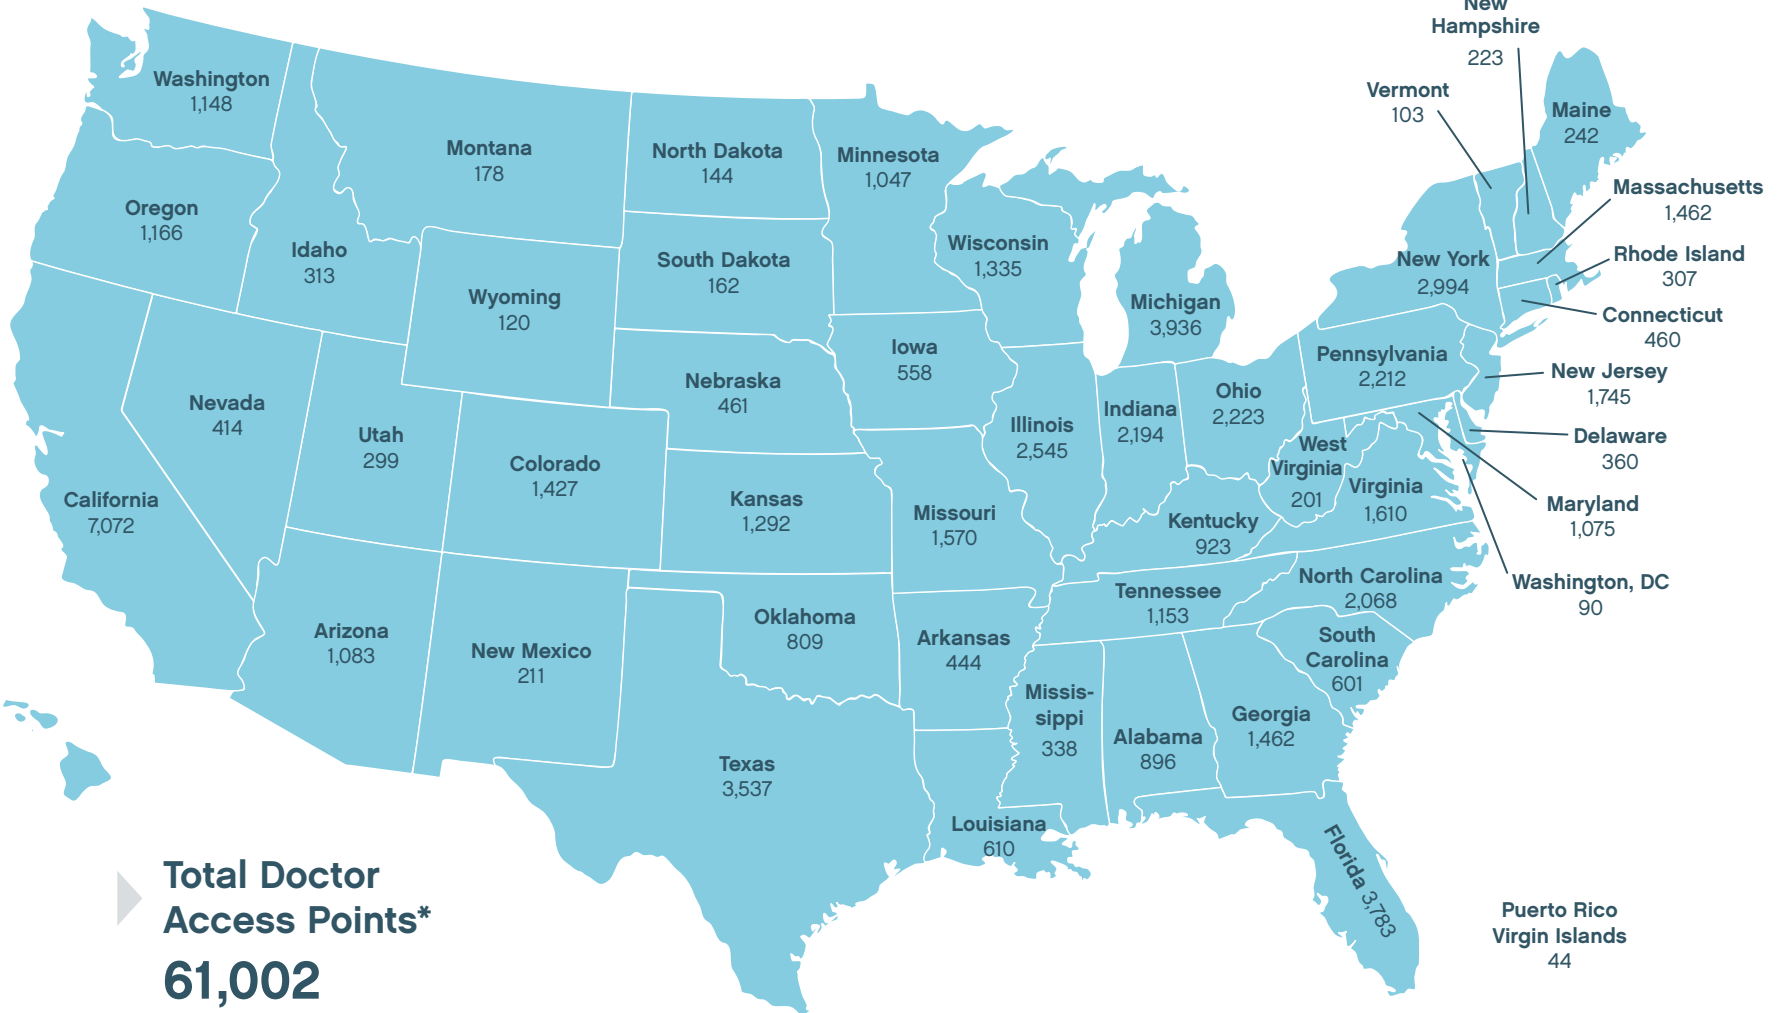 New
Hampshire
223
Vermont
103
Maine
242
Washington
1,148
Montana
178
North Dakota
144
Minnesota
1,047
Massachusetts
1,462
Oregon
1,166
Idaho
313
Wisconsin
1,335
South Dakota
162
New York
2,994
Rhode Island
307
Wyoming
120
Michigan
3,936
Connecticut
460
Iowa
558
Pennsylvania
2,212
New Jersey
1,745
Nebraska
461
Nevada
414
Utah
299
Ohio
2,223
Indiana
2,194
Illinois
2,545
Delaware
360
West
Virginia
201
Colorado
1,427
California
7,072
Kansas
1,292
Virginia
1,610
Maryland
1,075
Missouri
1,570
Kentucky
923
North Carolina
2,068
Washington, DC
90
Tennessee
1,153
Oklahoma
809
Arizona
1,083
New Mexico
211
Arkansas
444
South
Carolina
601
Missis-
sippi
338
Georgia
1,462
Alabama
896
Texas
3,537
Louisiana
610
Florida 3,783
Total Doctor
Access Points*
61,002
Puerto Rico
Virgin Islands
44